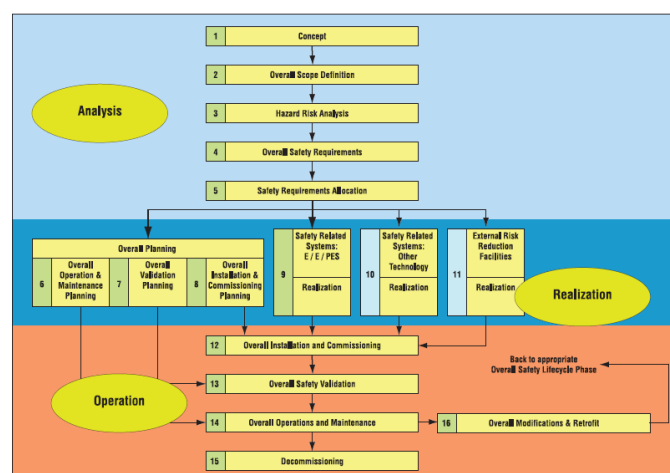 1 Concept
2 Overall Scope Definition
Analysis
3 Hazard Risk Analysis
4 Overall Safety Requirements
5 Safety Requirements Allocation
Overall Planning
6 Overall
Operation &
Maintenance
Planning
7 Overall
Validation
Planning
8 Overall
Installation &
Commissioning
Planning
9 Safety Related
Systems:
E / E / PES
Realization
10 Safety Related
Systems: Other
Technology
Realization
11 External Risk
Reduction
Facilities
Realization
Realization
12 Overall Installation and Commissioning
Back to appropriate
Overall Safety Lifecycle Phase
13 Overall Safety Validation
Operation
14 Overall Operations and Maintenance
16 Overall Modifications & Retrofit
15 Decommissioning